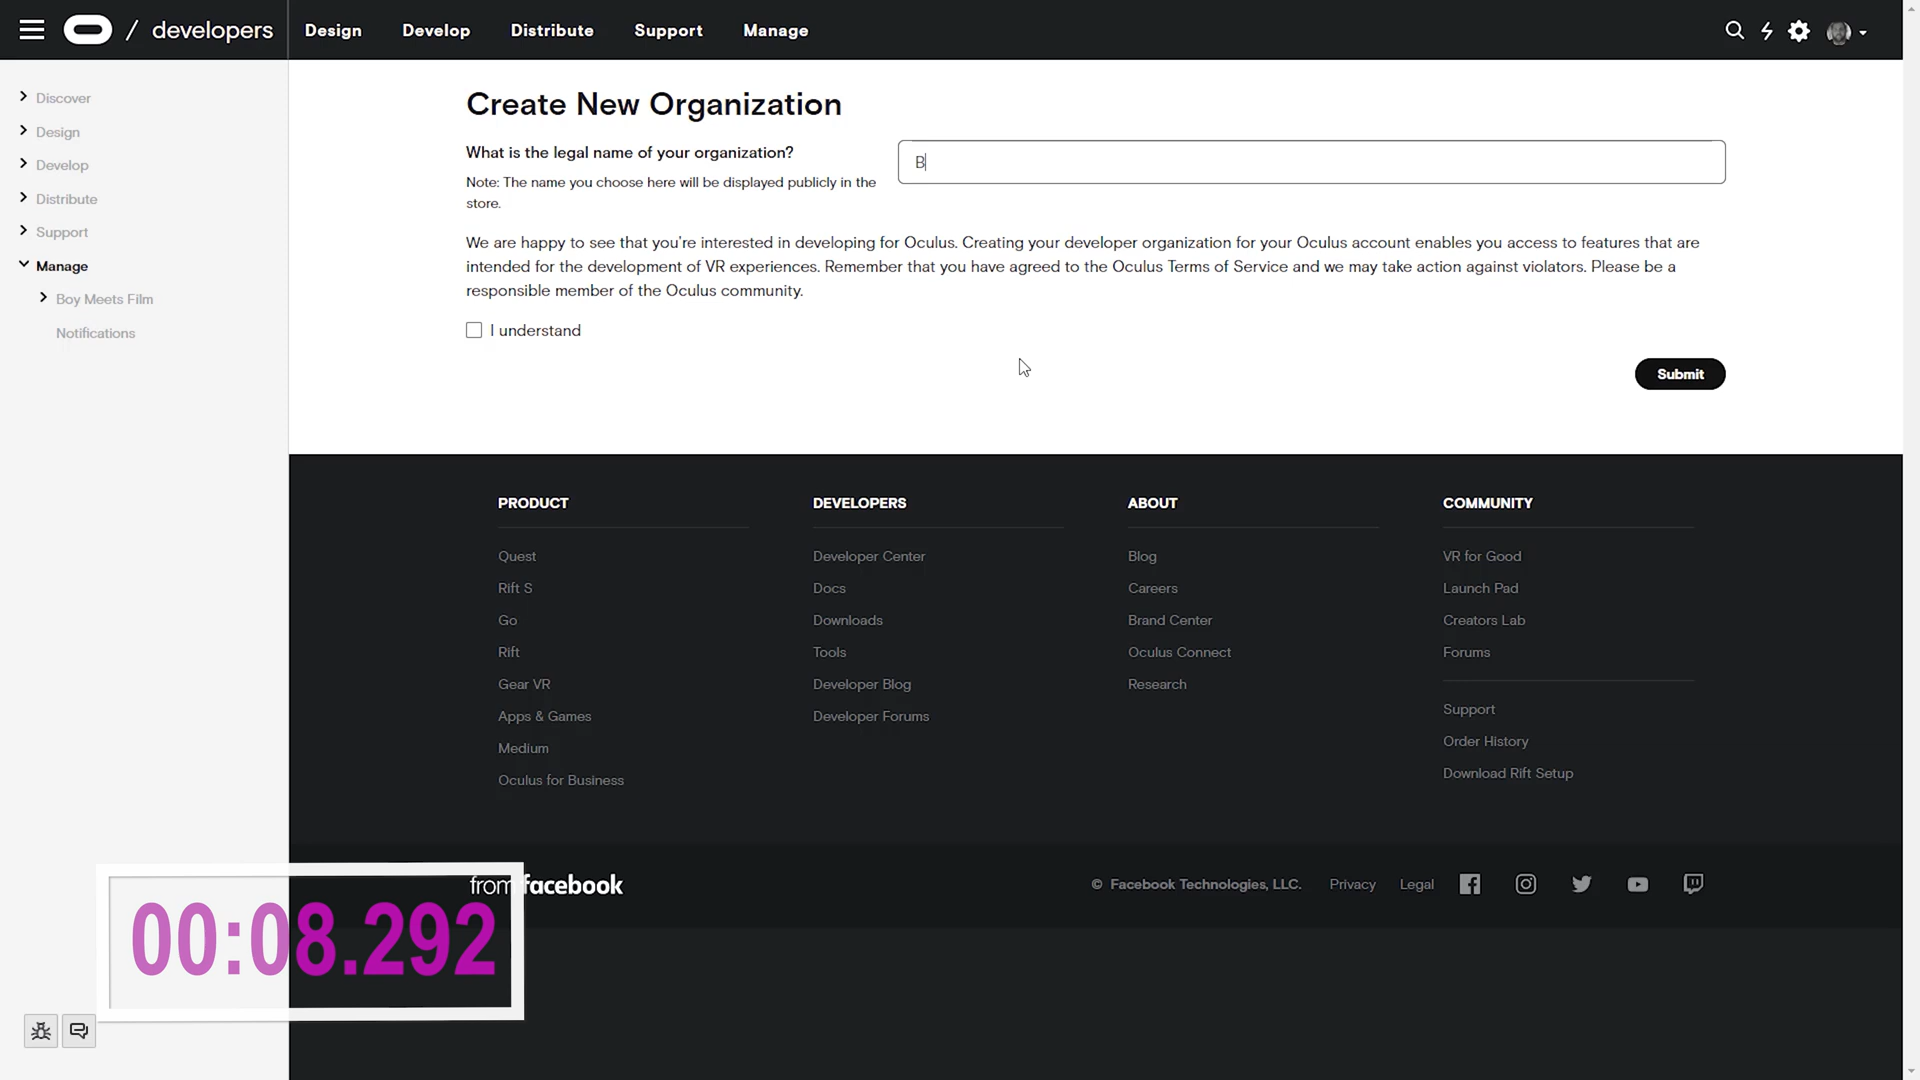 / developers
Design
Develop
Distribute
Support
Manage
Discover
Design
Develop
Distribute
Support
Manage
Boy Meets Film
Notifications
Create New Organization
What is the legal name of your organization?
Note: The name you choose here will be displayed publicly in the
store.
B
We are happy to see that you're interested in developing for Oculus. Creating your developer organization for your Oculus account enables you access to features that are
intended for the development of VR experiences. Remember that you have agreed to the Oculus Terms of Service and we may take action against violators. Please be a
responsible member of the Oculus community.
I understand
Submit
PRODUCT
Quest
Rift S
Go
Rift
Gear VR
Apps & Games
Medium
Oculus for Business
DEVELOPERS
Developer Center
Docs
Downloads
Tools
Developer Blog
Developer Forums
ABOUT
Blog
Careers
Brand Center
Oculus Connect
Research
COMMUNITY
VR for Good
Launch Pad
Creators Lab
Forums
Support
Order History
Download Rift Setup
from facebook
© Facebook Technologies, LLC.
Privacy
Legal
00:08.292